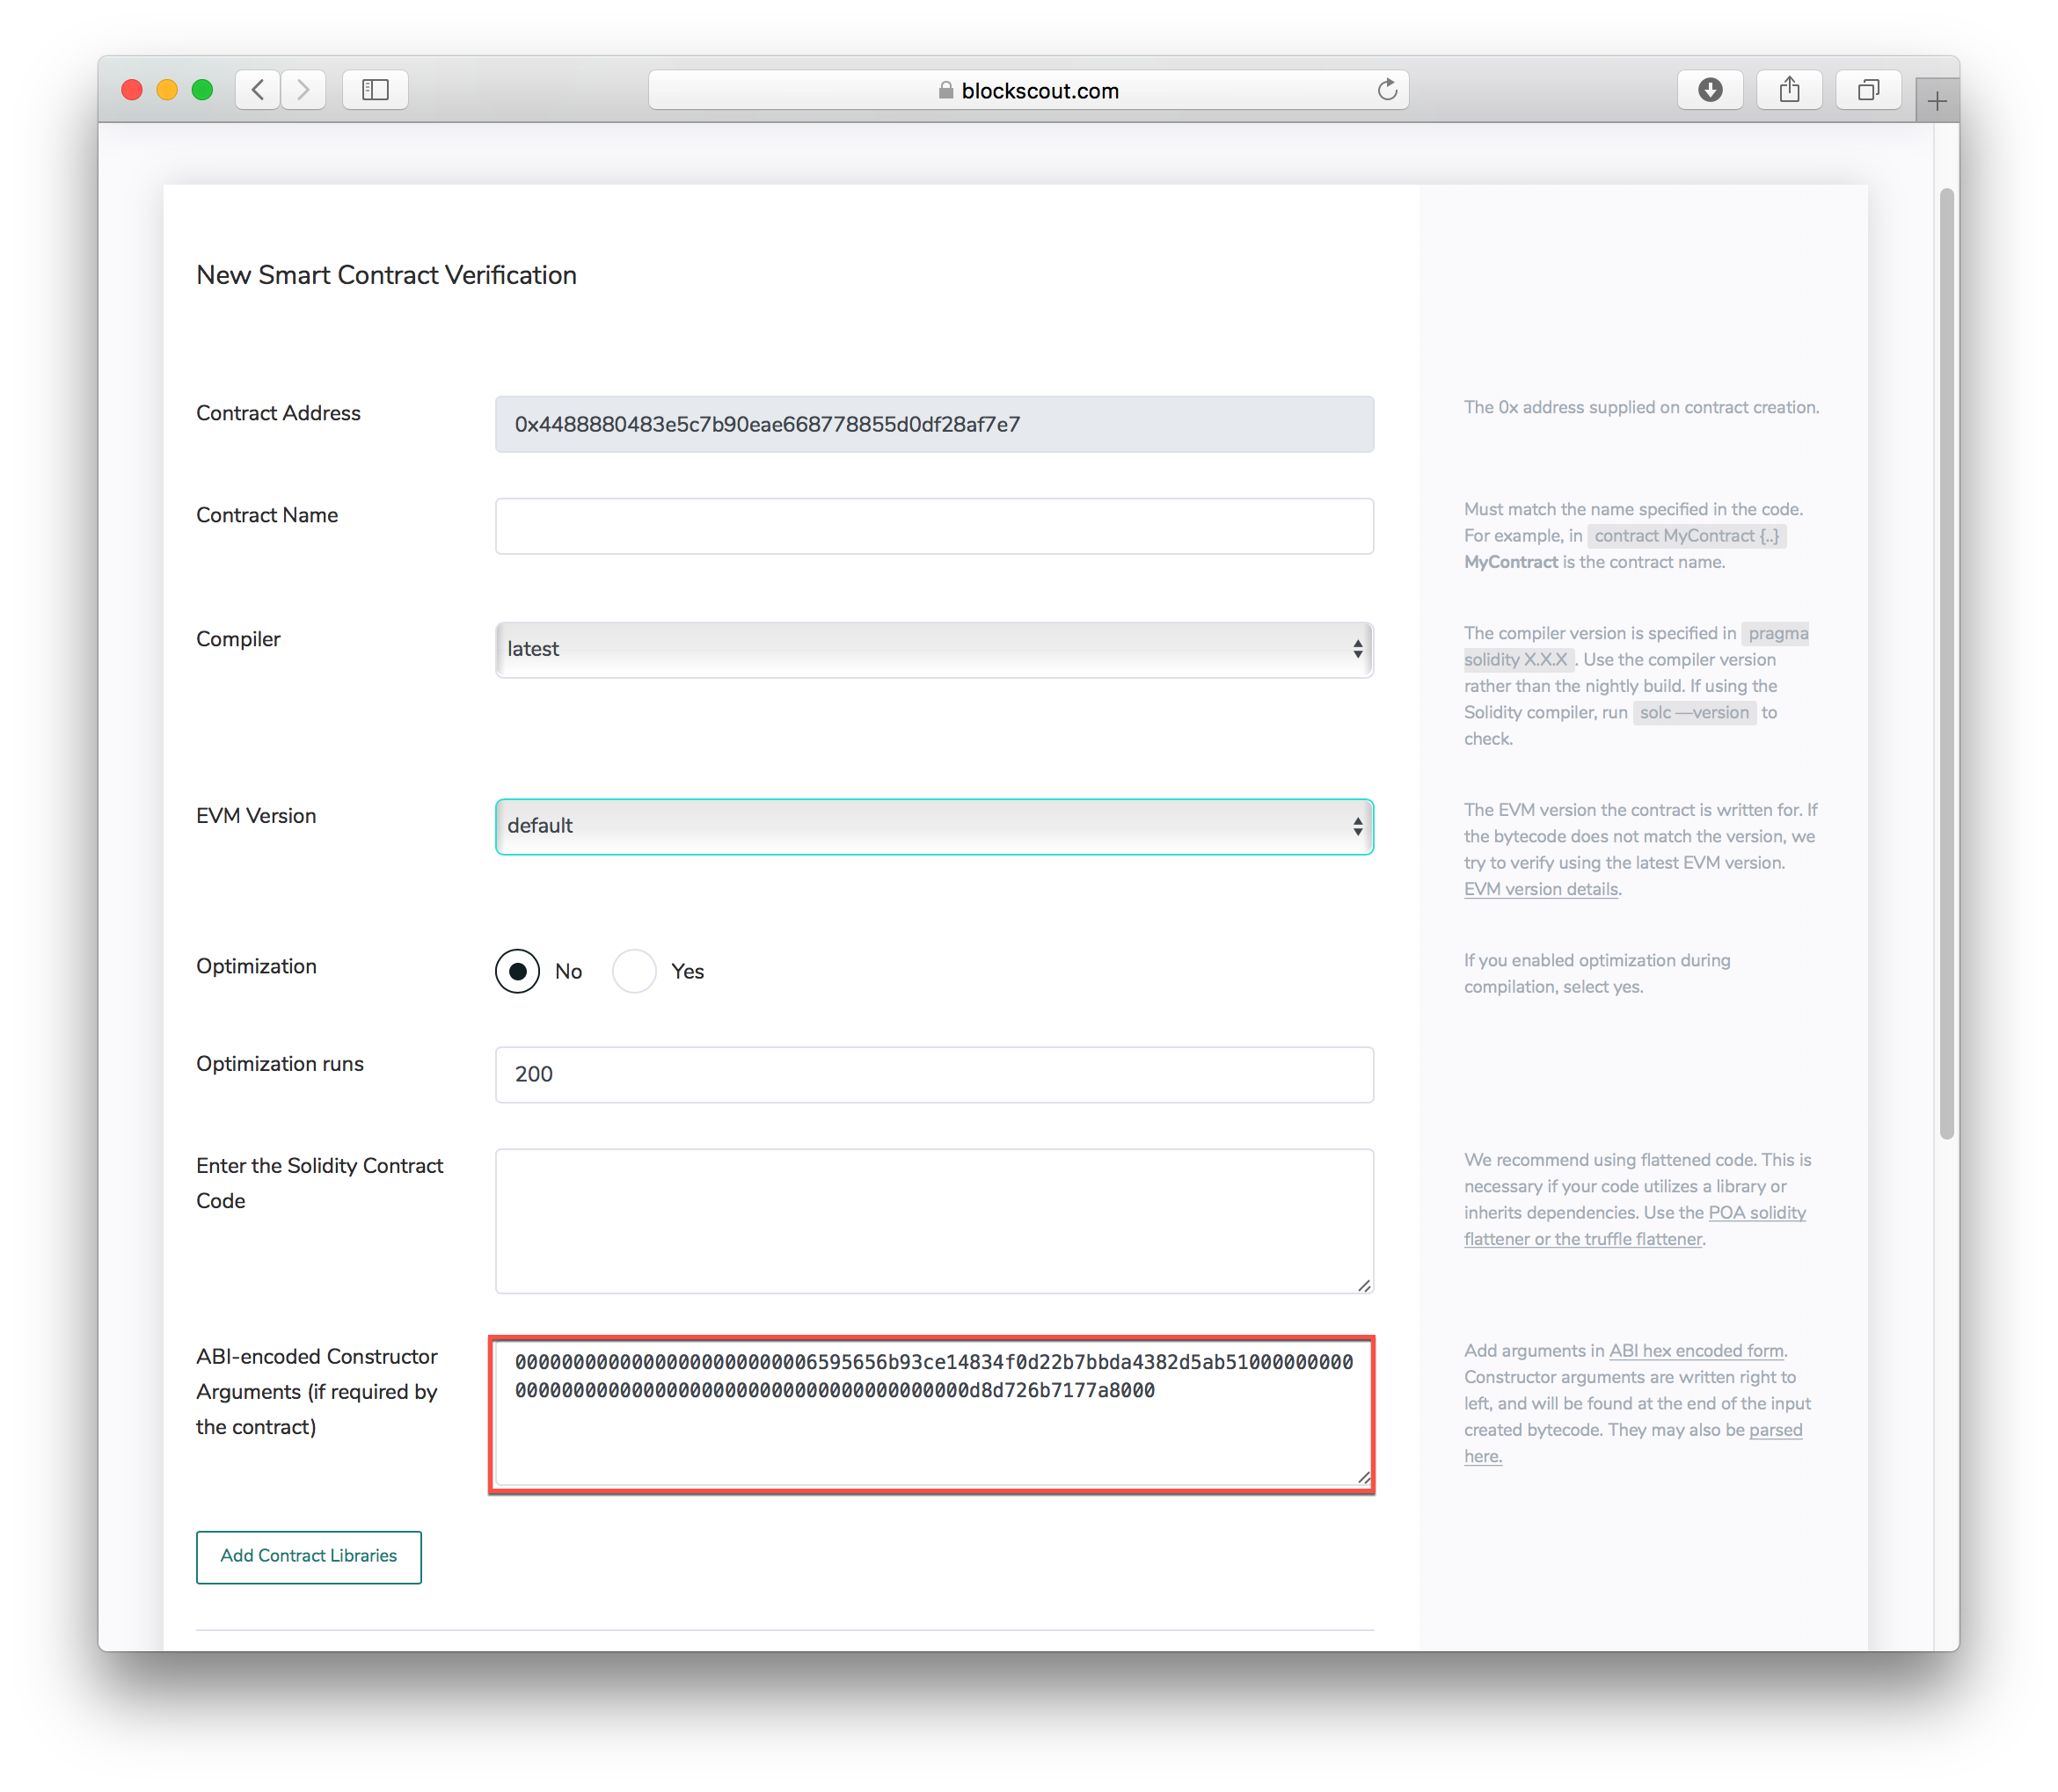 blockscout.com
New Smart Contract Verification
Contract Address
0x4488880483e5c7b90eae668778855d0df28af7e7
The 0x address supplied on contract creation.
Contract Name
Must match the name specified in the code.
For example, in contract MyContract {..}
MyContract is the contract name.
Compiler
latest
The compiler version is specified in pragma
solidity X.X.X . Use the compiler version
rather than the nightly build. If using the
Solidity compiler, run solc —version to
check.
EVM Version
default
The EVM version the contract is written for. If
the bytecode does not match the version, we
try to verify using the latest EVM version.
EVM version details.
Optimization
No
Yes
If you enabled optimization during
compilation, select yes.
Optimization runs
200
Enter the Solidity Contract
Code
We recommend using flattened code. This is
necessary if your code utilizes a library or
inherits dependencies. Use the POA solidity
flattener or the truffle flattener.
ABI-encoded Constructor
Arguments (if required by
the contract)
00000000000000000000000006595656b93ce14834f0d22b7bbda4382d5ab51000000000
000000000000000000000000000000000000000d8d726b7177a8000
Add arguments in ABI hex encoded form.
Constructor arguments are written right to
left, and will be found at the end of the input
created bytecode. They may also be parsed
here.
Add Contract Libraries